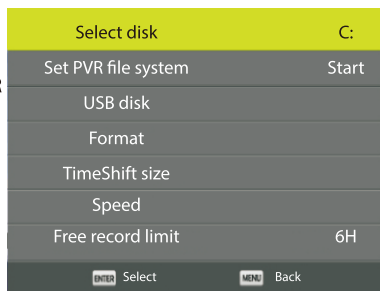 Select disk C:
Set PVR file system Start
USB disk
Format
TimeShift size
Speed
Free record limit 6H
ENTER Select MENU Back